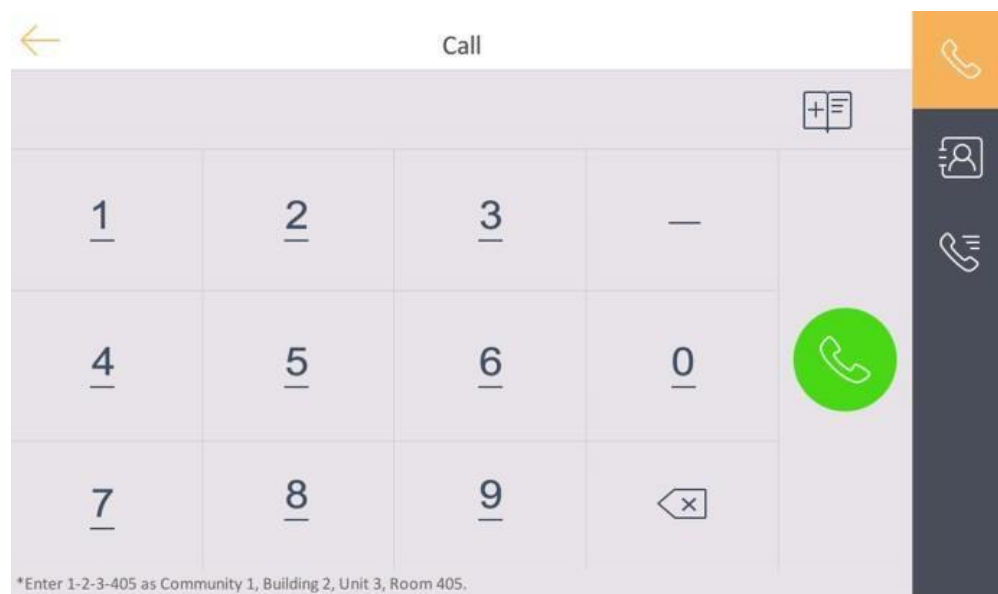 Call
1 2 3 —
4 5 6 0
7 8 9
*Enter 1-2-3-405 as Community 1, Building 2, Unit 3, Room 405.